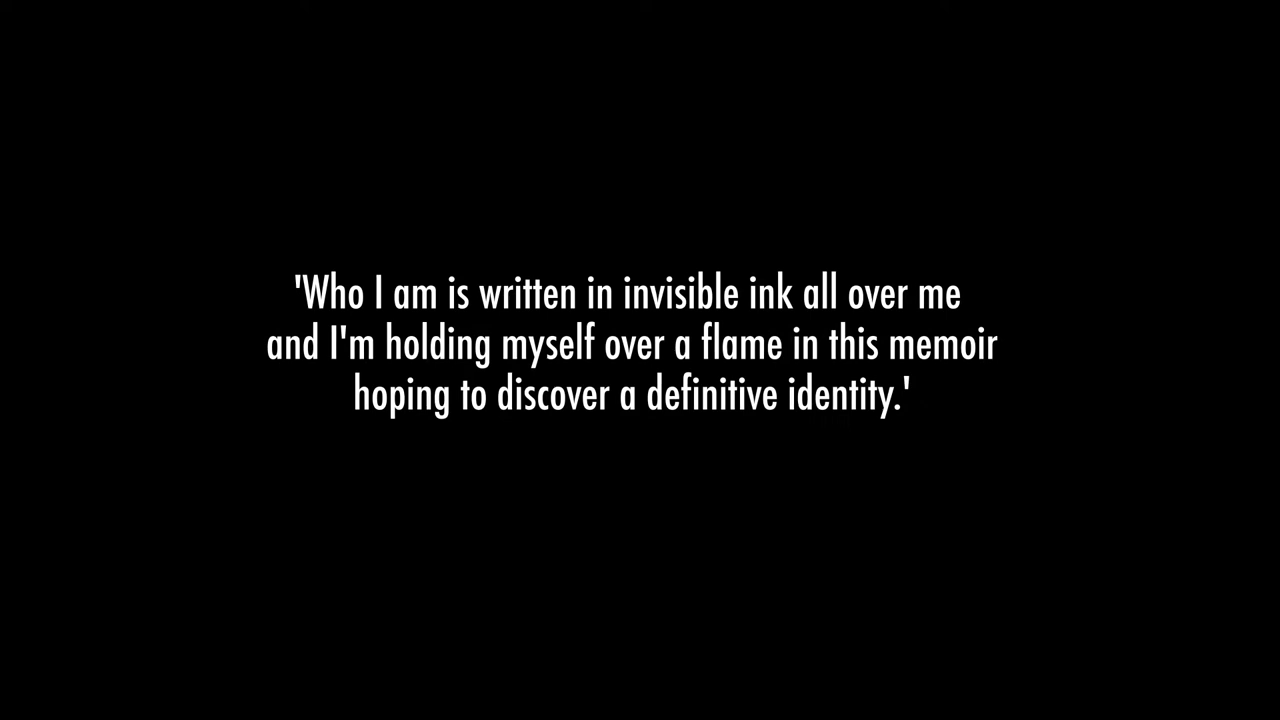 'Who I am is written in invisible ink all over me
and I'm holding myself over a flame in this memoir
hoping to discover a definitive identity.'